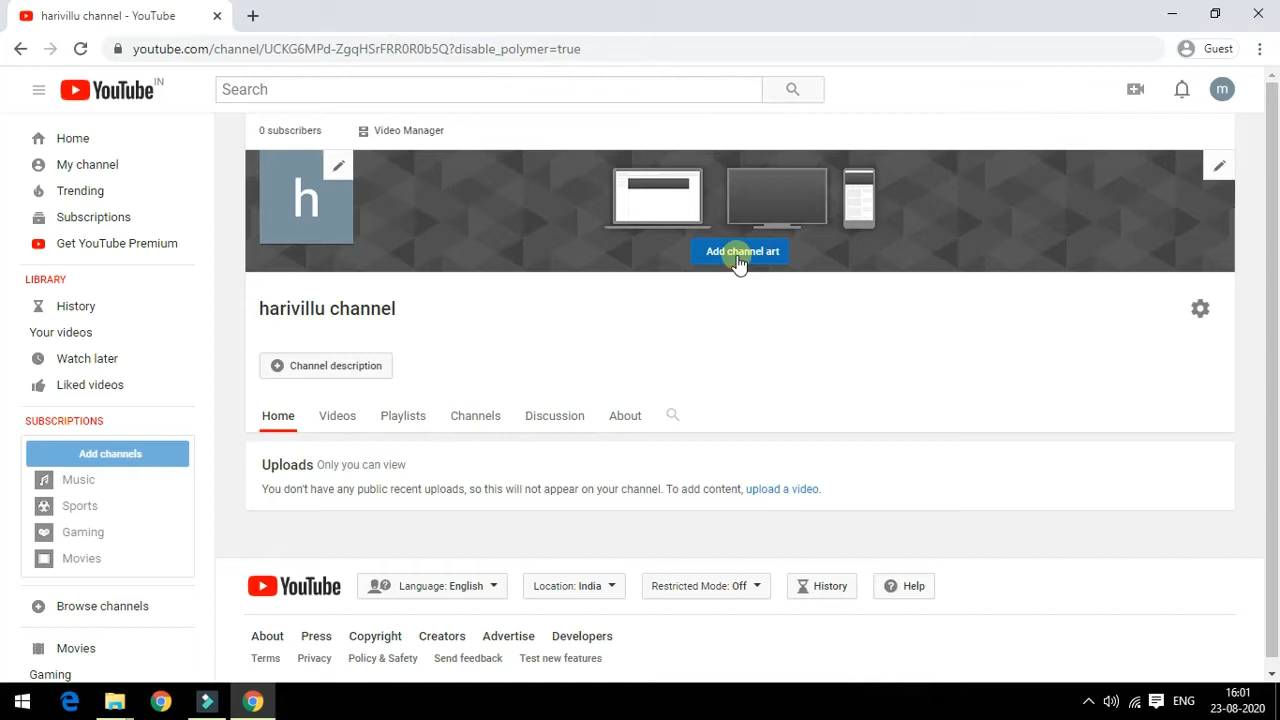 harivillu channel - YouTube
youtube.com/channel/UCKG6MPd-ZgqHSrFRR0R0b5Q?disable_polymer=true
Guest
YouTube IN
Search
m
Home
My channel
Trending
Subscriptions
Get YouTube Premium
LIBRARY
History
Your videos
Watch later
Liked videos
SUBSCRIPTIONS
Add channels
Music
Sports
Gaming
Movies
Browse channels
Movies
Gaming
0 subscribers
Video Manager
h
Add channel art
harivillu channel
Channel description
Home Videos Playlists Channels Discussion About
Uploads Only you can view
You don't have any public recent uploads, so this will not appear on your channel. To add content, upload a video.
YouTube Language: English Location: India Restricted Mode: Off History Help
About Press Copyright Creators Advertise Developers
Terms Privacy Policy & Safety Send feedback Test new features
ENG
16:01
23-08-2020